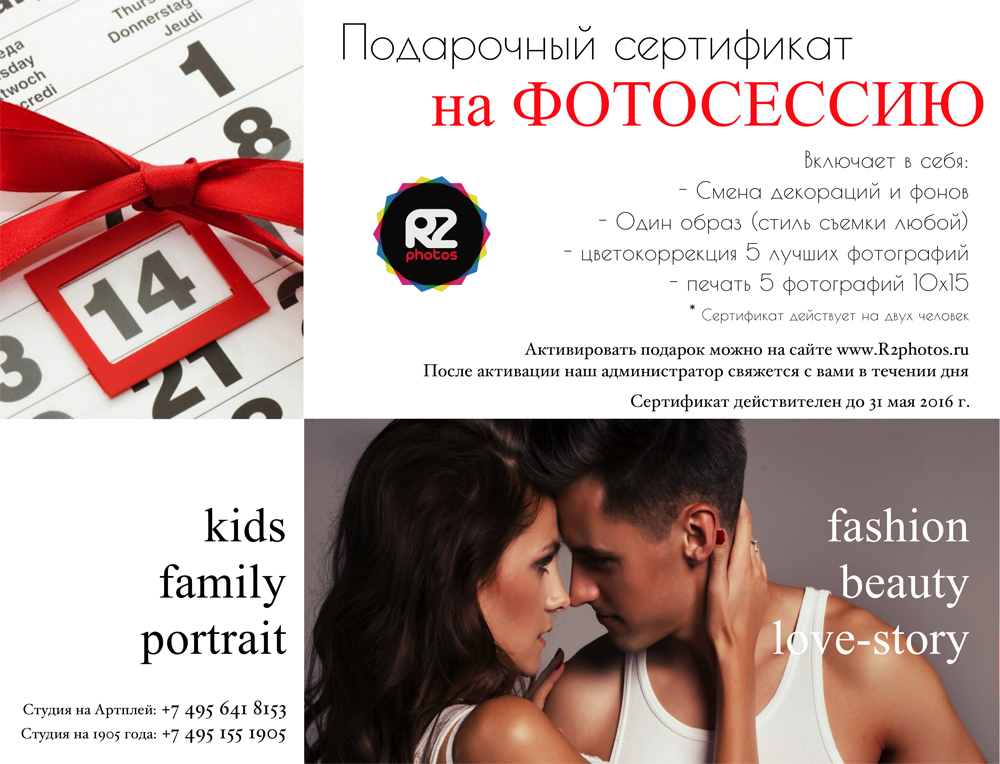 Thurs
Donnerstag
Jeudi
1
8
14
21
Подарочный сертификат
на ФОТОСЕССИЮ
Включает в себя:
- Смена декораций и фонов
- Один образ (стиль съемки любой)
- цветокоррекция 5 лучших фотографий
- печать 5 фотографий 10х15
* Сертификат действует на двух человек
R2
photos
Активировать подарок можно на сайте www.R2photos.ru
После активации наш администратор свяжется с вами в течении дня
Сертификат действителен до 31 мая 2016 г.
kids
family
portrait
fashion
beauty
love-story
Студия на Артплей: +7 495 641 8153
Студия на 1905 года: +7 495 155 1905